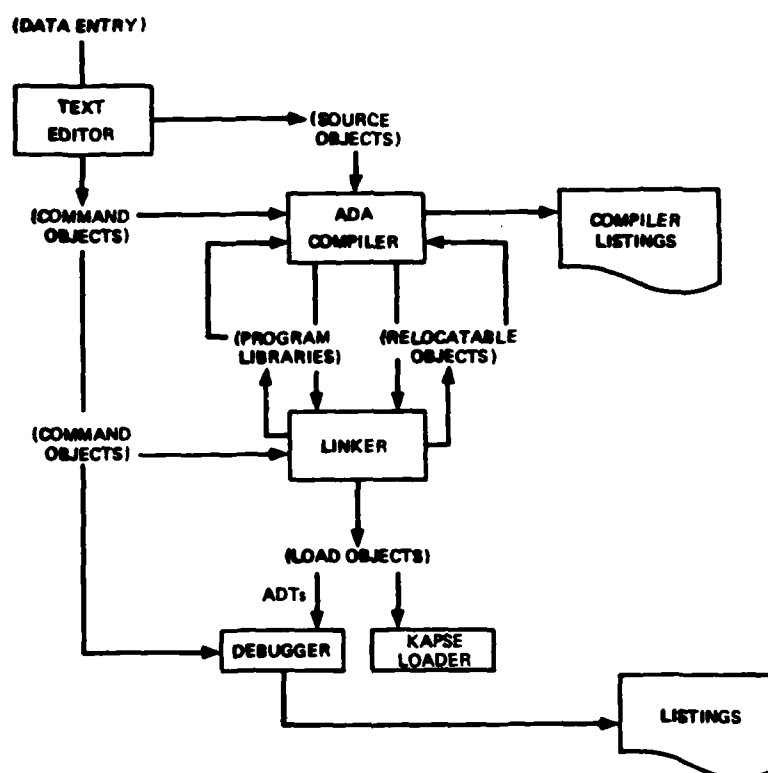 (DATA ENTRY)
TEXT
EDITOR
(SOURCE
OBJECTS)
(COMMAND
OBJECTS)
ADA
COMPILER
COMPILER
LISTINGS
(PROGRAM
LIBRARIES)
(RELOCATABLE
OBJECTS)
(COMMAND
OBJECTS)
LINKER
(LOAD OBJECTS)
ADTs
DEBUGGER
KAPSE
LOADER
LISTINGS